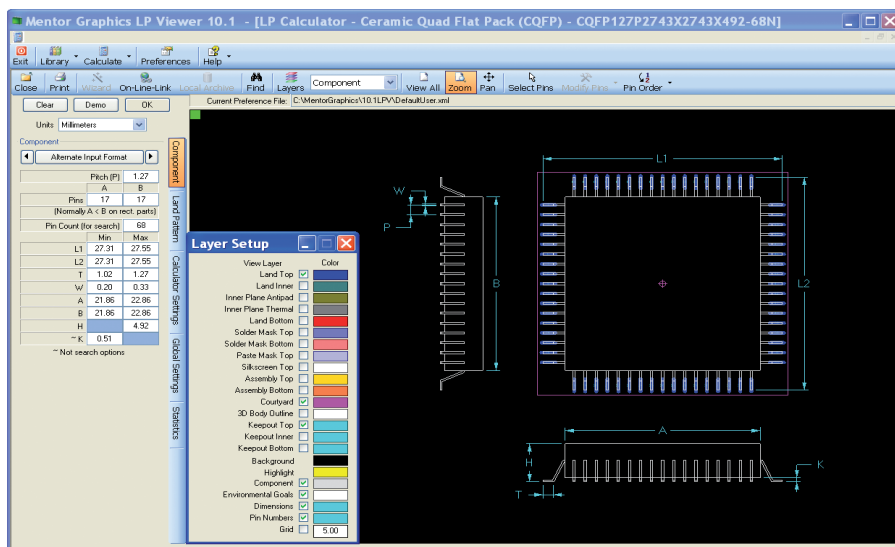 Mentor Graphics LP Viewer 10.1 - [LP Calculator - Ceramic Quad Flat Pack (CQFP) - CQFP127P2743X2743X492-68N]
Exit Library Calculate Preferences Help
Close Print Wizard On-Line-Link Local Archive Find Layers Component View All Zoom Pan Select Pins Modify Pins Pin Order
Clear Demo OK
Current Preference File: C:\MentorGraphics\10.1LPV\DefaultUser.xml
Units Millimeters
Component
Alternate Input Format
Pitch (P) 1.27
A B
Pins 17 17
(Normally A < B on rect. parts)
Pin Count (for search) 68
Min Max
L1 27.31 27.55
L2 27.31 27.55
T 1.02 1.27
W 0.20 0.33
A 21.86 22.86
B 21.86 22.86
H 4.92
~ K 0.51
~ Not search options
Component
Land Pattern
Calculator Settings
Global Settings
Statistics
Layer Setup
View Layer Color
Land Top
Land Inner
Inner Plane Antipad
Inner Plane Thermal
Land Bottom
Solder Mask Top
Solder Mask Bottom
Paste Mask Top
Silkscreen Top
Assembly Top
Assembly Bottom
Courtyard
3D Body Outline
Keepout Top
Keepout Inner
Keepout Bottom
Background
Highlight
Component
Environmental Goals
Dimensions
Pin Numbers
Grid 5.00
W
P
B
L1
L2
A
H
K
T